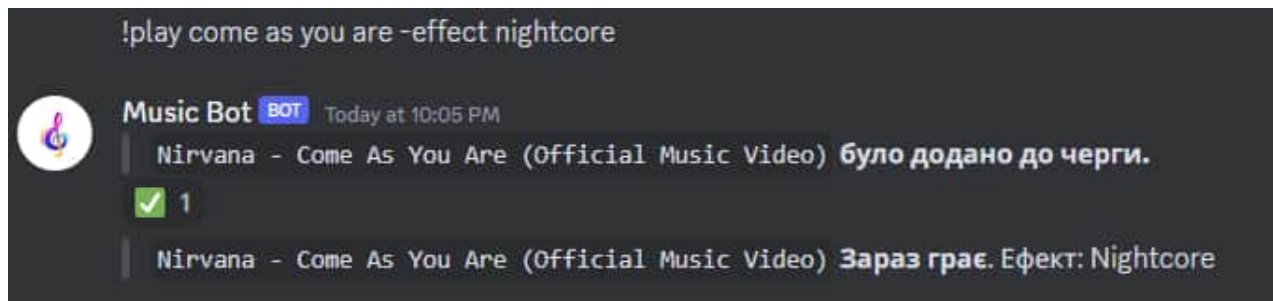 !play come as you are -effect nightcore
Music Bot BOT Today at 10:05 PM
Nirvana - Come As You Are (Official Music Video) було додано до черги.
✅ 1
Nirvana - Come As You Are (Official Music Video) Зараз грає. Ефект: Nightcore